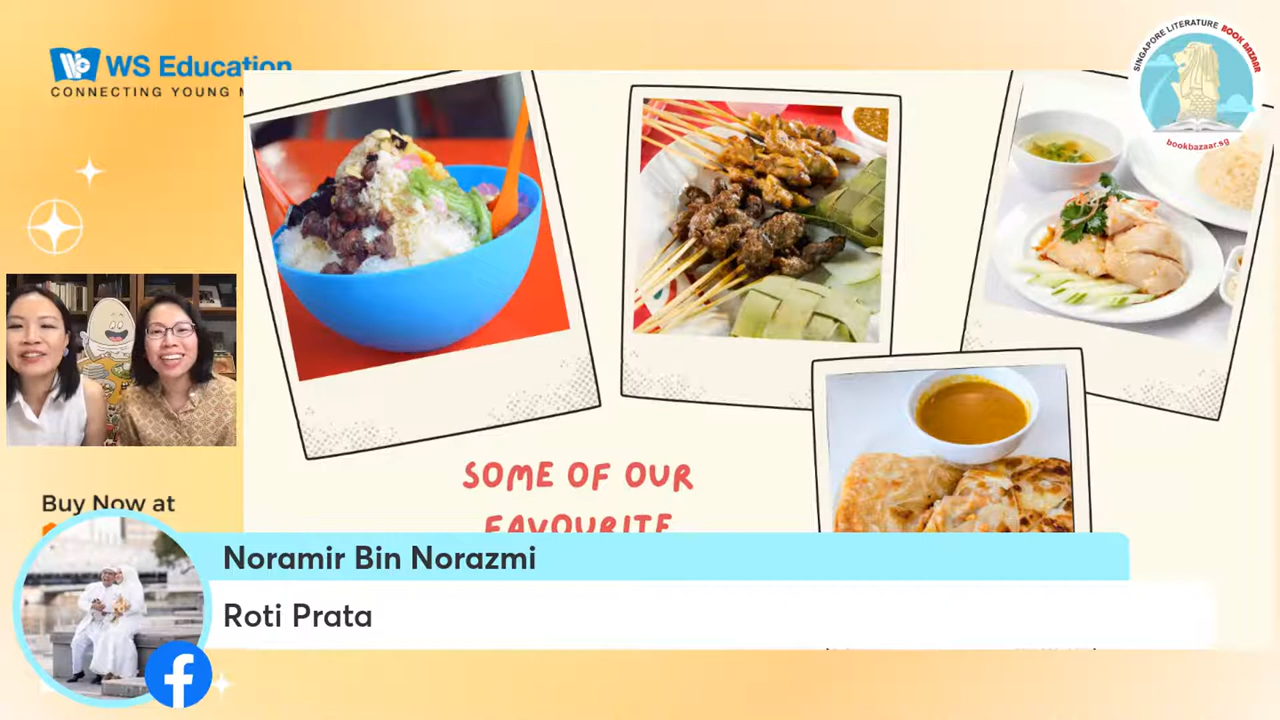 WS Education
CONNECTING YOUNG
SINGAPORE LITERATURE BOOK BAZAAR
bookbazaar.sg
SOME OF OUR
FAVOURITE
Buy Now at
Noramir Bin Norazmi
Roti Prata